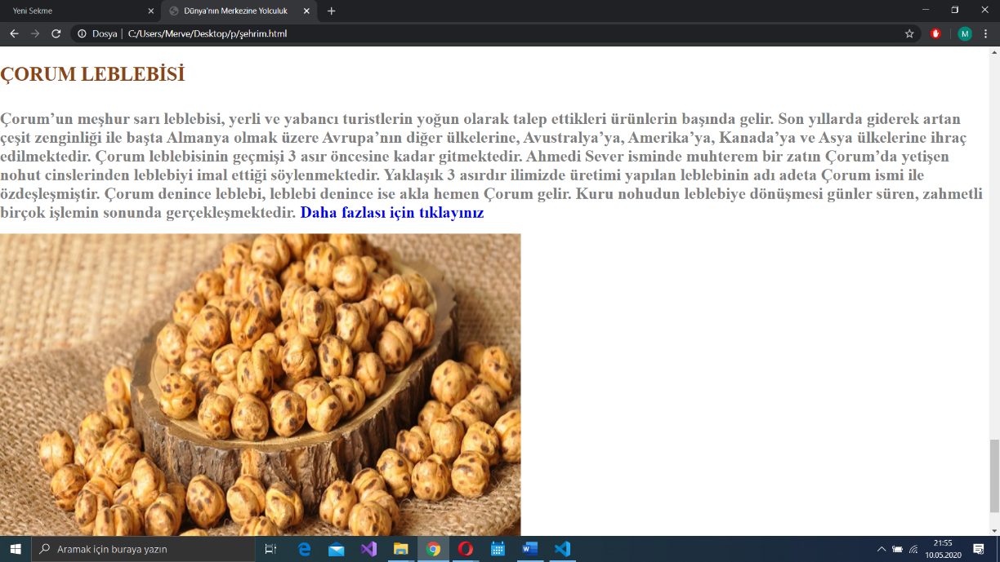 Yeni Sekme
Dünya'nın Merkezine Yolculuk
Dosya | C:/Users/Merve/Desktop/p/şehrim.html
M
ÇORUM LEBLEBİSİ
Çorum’un meşhur sarı leblebisi, yerli ve yabancı turistlerin yoğun olarak talep ettikleri ürünlerin başında gelir. Son yıllarda giderek artan
çeşit zenginliği ile başta Almanya olmak üzere Avrupa’nın diğer ülkelerine, Avustralya’ya, Amerika’ya, Kanada’ya ve Asya ülkelerine ihraç
edilmektedir. Çorum leblebisinin geçmişi 3 asır öncesine kadar gitmektedir. Ahmedi Sever isminde muhterem bir zatın Çorum’da yetişen
nohut cinslerinden leblebiyi imal ettiği söylenmektedir. Yaklaşık 3 asırdır ilimizde üretimi yapılan leblebinin adı adeta Çorum ismi ile
özdeşleşmiştir. Çorum denince leblebi, leblebi denince ise akla hemen Çorum gelir. Kuru nohudun leblebiye dönüşmesi günler süren, zahmetli
birçok işlemin sonunda gerçekleşmektedir. Daha fazlası için tıklayınız
Aramak için buraya yazın
21:55
10.05.2020